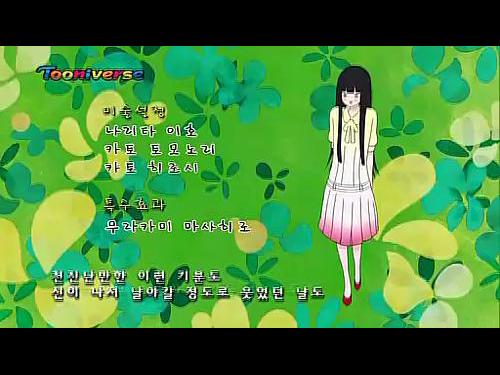 Tooniverse
미술설정
나리타 이호
카토 토모노리
카토 히로시
특수효과
무라카미 마사히로
천진난만한 이런 기분도
신이 나서 날아갈 정도로 웃었던 날도